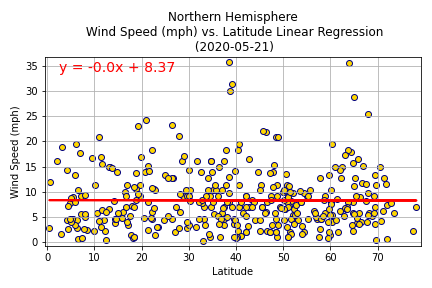 Northern Hemisphere
Wind Speed (mph) vs. Latitude Linear Regression
(2020-05-21)
y = -0.0x + 8.37
35
30
25
20
15
10
5
0
Wind Speed (mph)
0 10 20 30 40 50 60 70
Latitude